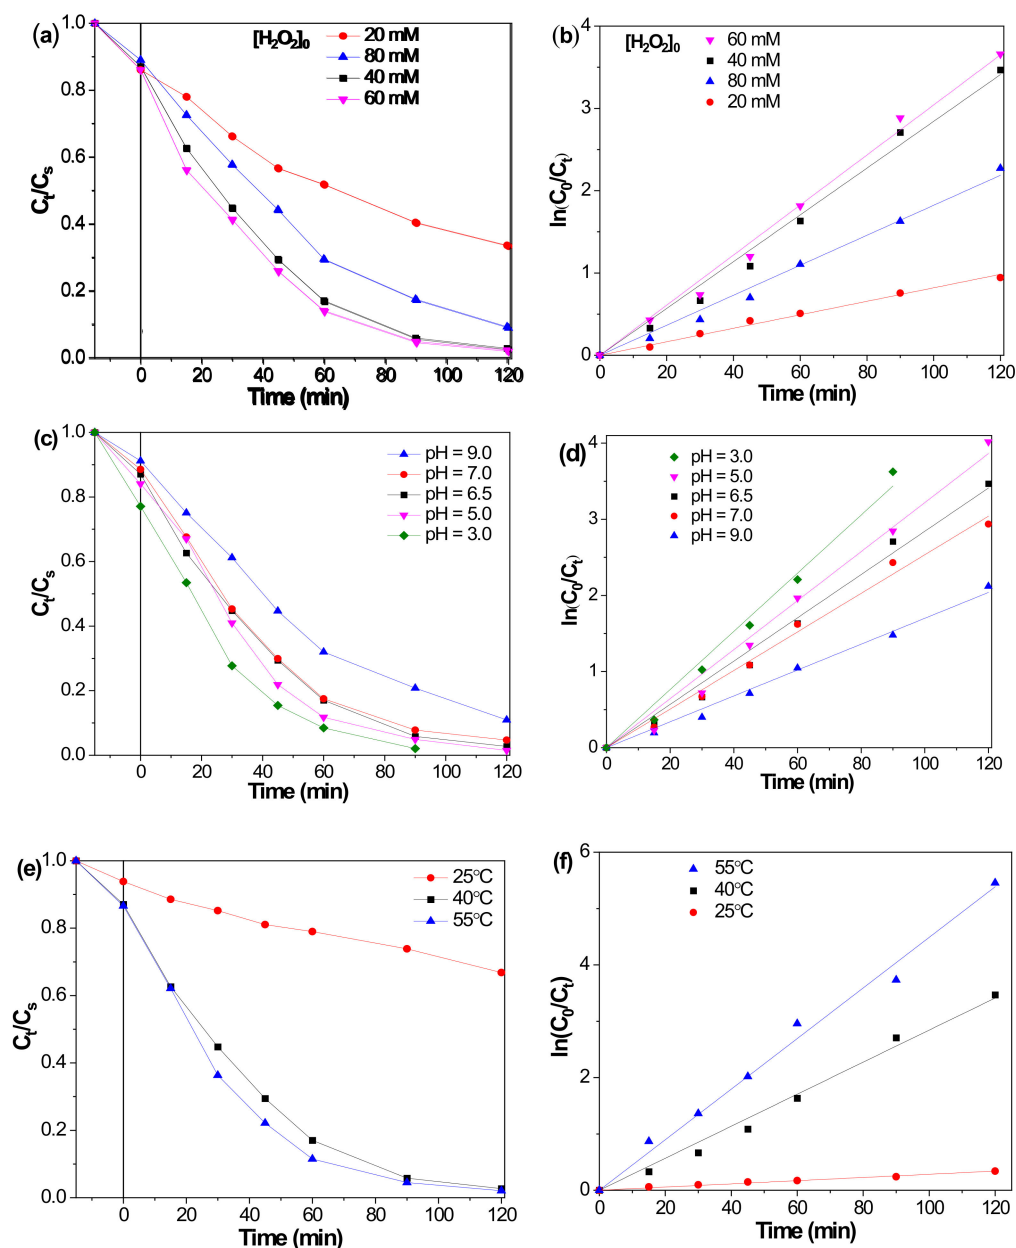 (a)
[H₂O₂]₀
20 mM
80 mM
40 mM
60 mM
1.0
0.8
0.6
0.4
0.2
0.0
Cₜ/Cₛ
0 20 40 60 80 100 120
Time (min)
(b)
[H₂O₂]₀
60 mM
40 mM
80 mM
20 mM
4
3
2
1
0
ln(C₀/Cₜ)
0 20 40 60 80 100 120
Time (min)
(c)
pH = 9.0
pH = 7.0
pH = 6.5
pH = 5.0
pH = 3.0
1.0
0.8
0.6
0.4
0.2
0.0
Cₜ/Cₛ
0 20 40 60 80 100 120
Time (min)
(d)
pH = 3.0
pH = 5.0
pH = 6.5
pH = 7.0
pH = 9.0
4
3
2
1
0
ln(C₀/Cₜ)
0 20 40 60 80 100 120
Time (min)
(e)
25°C
40°C
55°C
1.0
0.8
0.6
0.4
0.2
0.0
Cₜ/Cₛ
0 20 40 60 80 100 120
Time (min)
(f)
55°C
40°C
25°C
6
4
2
0
ln(C₀/Cₜ)
0 20 40 60 80 100 120
Time (min)